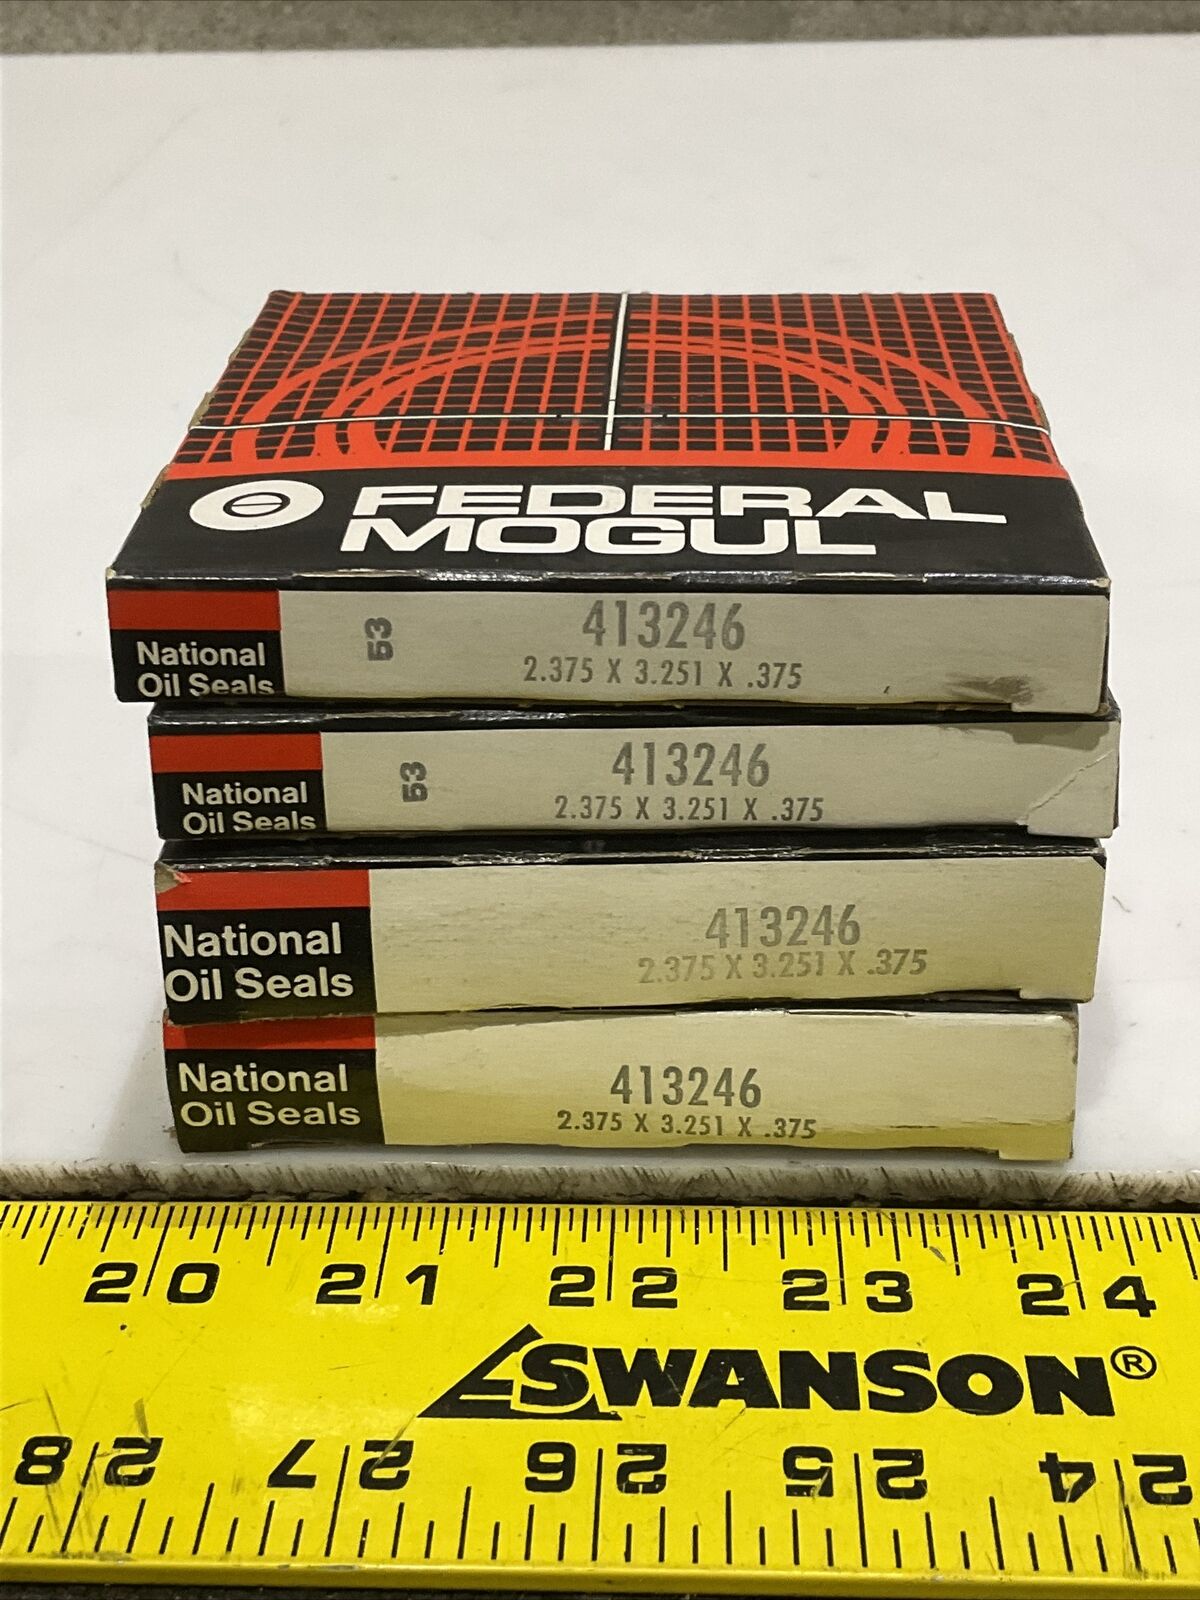 FEDERAL
MOGUL
National
Oil Seals
B3
413246
2.375 X 3.251 X .375
National
Oil Seals
B3
413246
2.375 X 3.251 X .375
National
Oil Seals
413246
2.375 X 3.251 X .375
National
Oil Seals
413246
2.375 X 3.251 X .375
20 21 22 23 24
SWANSON®
28 27 26 25 24